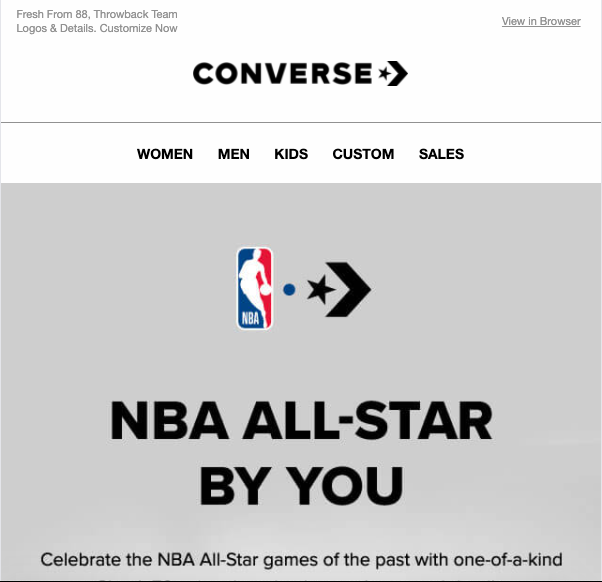 Fresh From 88, Throwback Team
Logos & Details. Customize Now
View in Browser
CONVERSE
WOMEN MEN KIDS CUSTOM SALES
NBA
NBA ALL-STAR
BY YOU
Celebrate the NBA All-Star games of the past with one-of-a-kind